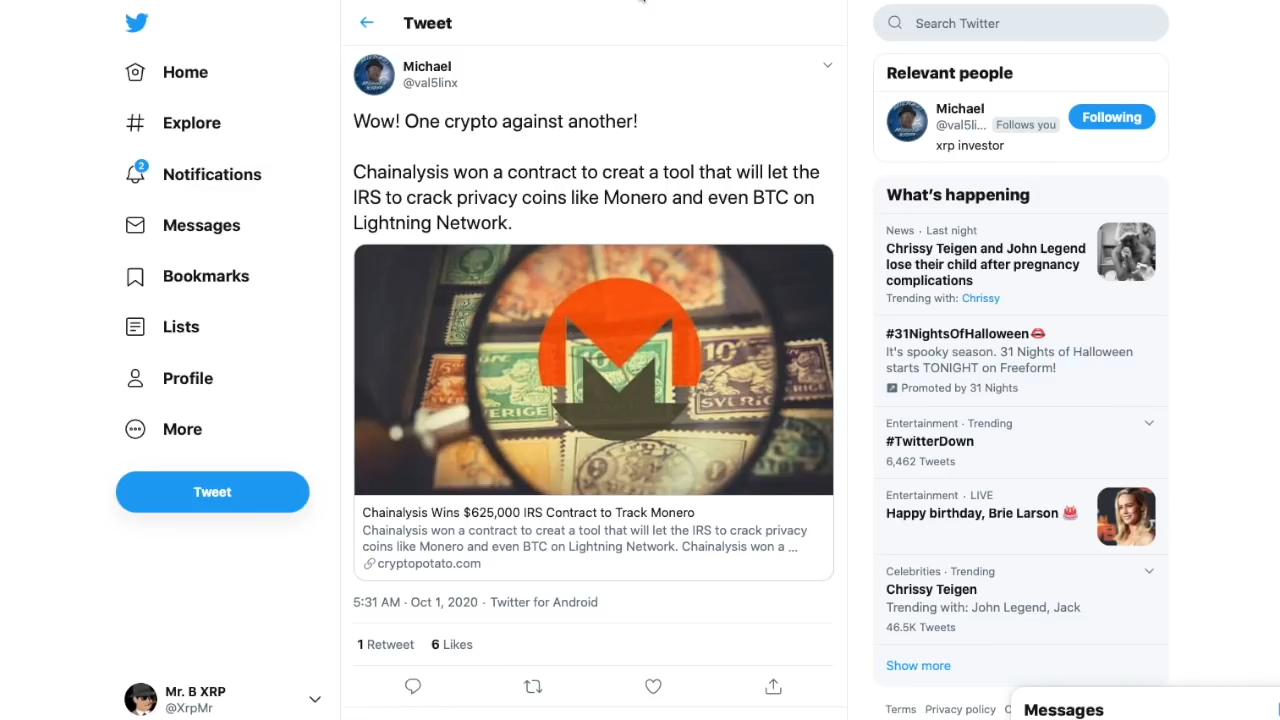 Home
Explore
2
Notifications
Messages
Bookmarks
Lists
Profile
More
Tweet
Mr. B XRP
@XrpMr
Tweet
Michael
@val5linx
Wow! One crypto against another!
Chainalysis won a contract to creat a tool that will let the
IRS to crack privacy coins like Monero and even BTC on
Lightning Network.
Chainalysis Wins $625,000 IRS Contract to Track Monero
Chainalysis won a contract to creat a tool that will let the IRS to crack privacy
coins like Monero and even BTC on Lightning Network. Chainalysis won a ...
cryptopotato.com
5:31 AM · Oct 1, 2020 · Twitter for Android
1 Retweet 6 Likes
Search Twitter
Relevant people
Michael
@val5li... Follows you
Following
xrp investor
What's happening
News · Last night
Chrissy Teigen and John Legend
lose their child after pregnancy
complications
Trending with: Chrissy
#31NightsOfHalloween
It's spooky season. 31 Nights of Halloween
starts TONIGHT on Freeform!
Promoted by 31 Nights
Entertainment · Trending
#TwitterDown
6,462 Tweets
Entertainment · LIVE
Happy birthday, Brie Larson
Celebrities · Trending
Chrissy Teigen
Trending with: John Legend, Jack
46.5K Tweets
Show more
Terms Privacy policy
Messages